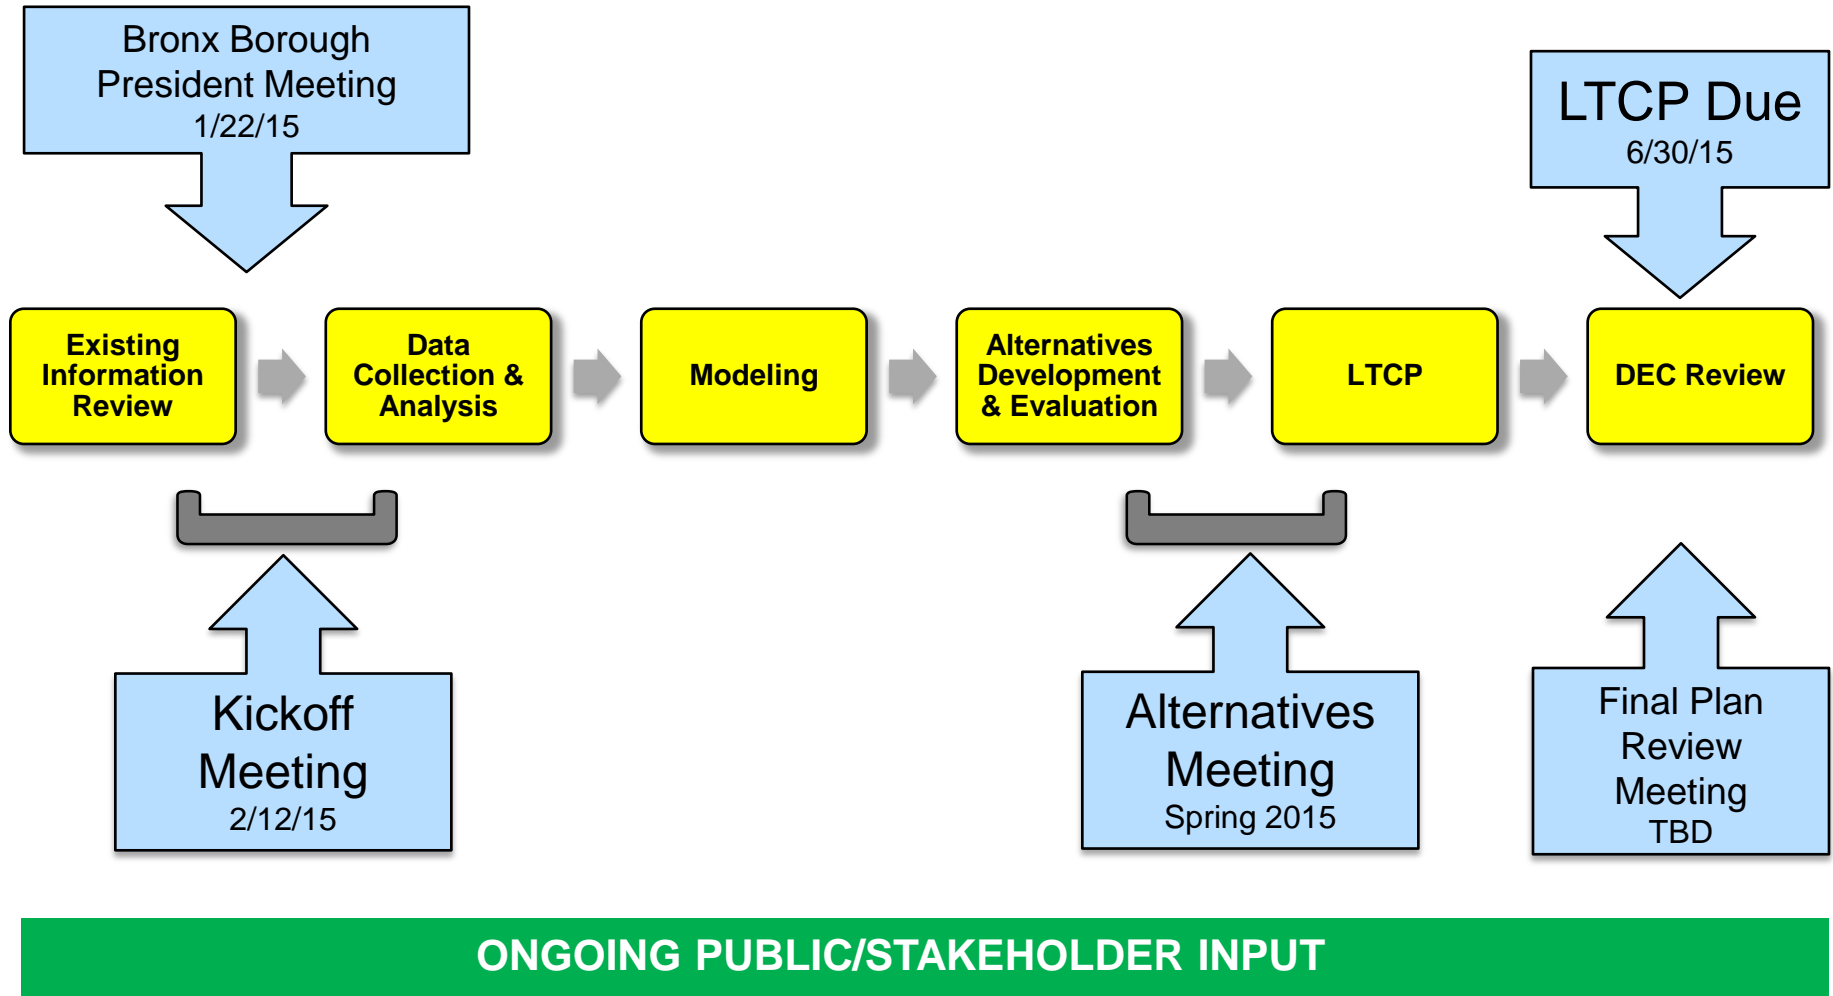 Bronx Borough
President Meeting
1/22/15
LTCP Due
6/30/15
Existing
Information
Review
Data
Collection &
Analysis
Modeling
Alternatives
Development
& Evaluation
LTCP
DEC Review
Kickoff
Meeting
2/12/15
Alternatives
Meeting
Spring 2015
Final Plan
Review
Meeting
TBD
ONGOING PUBLIC/STAKEHOLDER INPUT